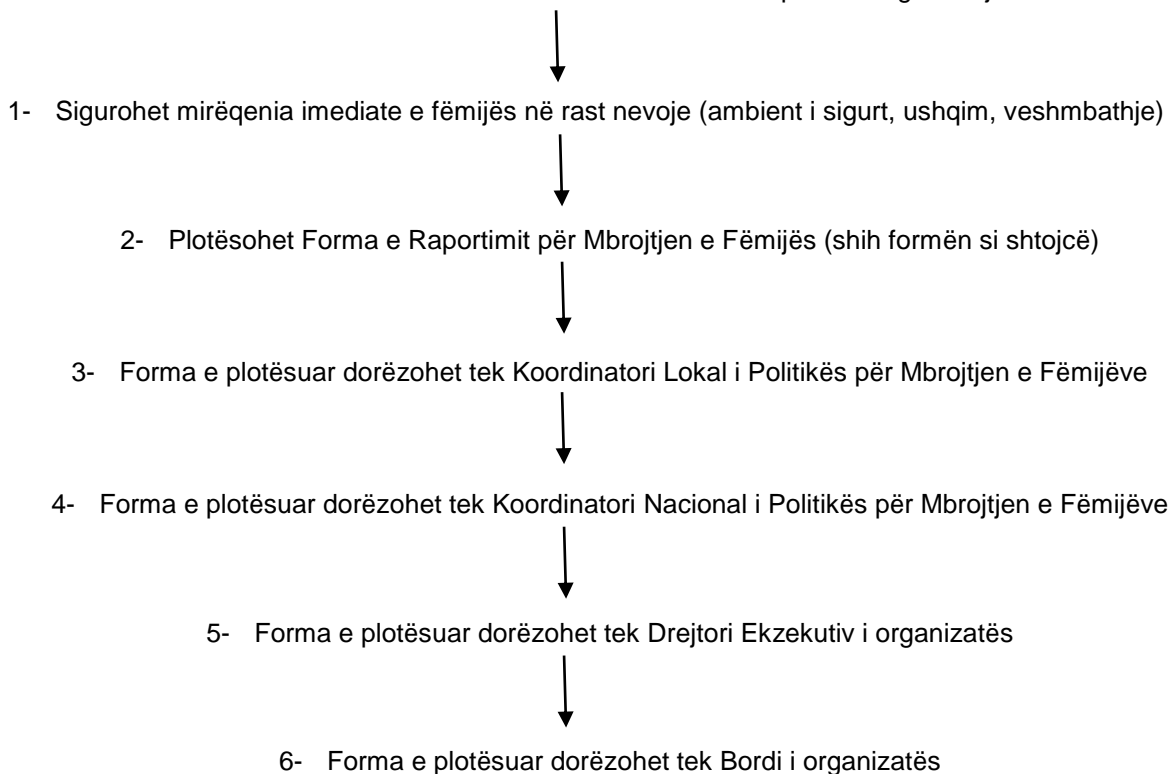 1- Sigurohet mirëqenia imediate e fëmijës në rast nevoje (ambient i sigurt, ushqim, veshmbathje)
2- Plotësohet Forma e Raportimit për Mbrojtjen e Fëmijës (shih formën si shtojcë)
3- Forma e plotësuar dorëzohet tek Koordinatori Lokal i Politikës për Mbrojtjen e Fëmijëve
4- Forma e plotësuar dorëzohet tek Koordinatori Nacional i Politikës për Mbrojtjen e Fëmijëve
5- Forma e plotësuar dorëzohet tek Drejtori Ekzekutiv i organizatës
6- Forma e plotësuar dorëzohet tek Bordi i organizatës